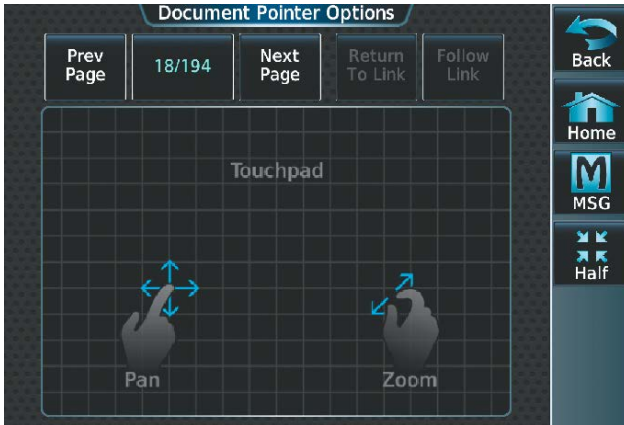 Document Pointer Options
Prev
Page
18/194
Next
Page
Return
To Link
Follow
Link
Back
Home
MSG
Half
Touchpad
Pan
Zoom